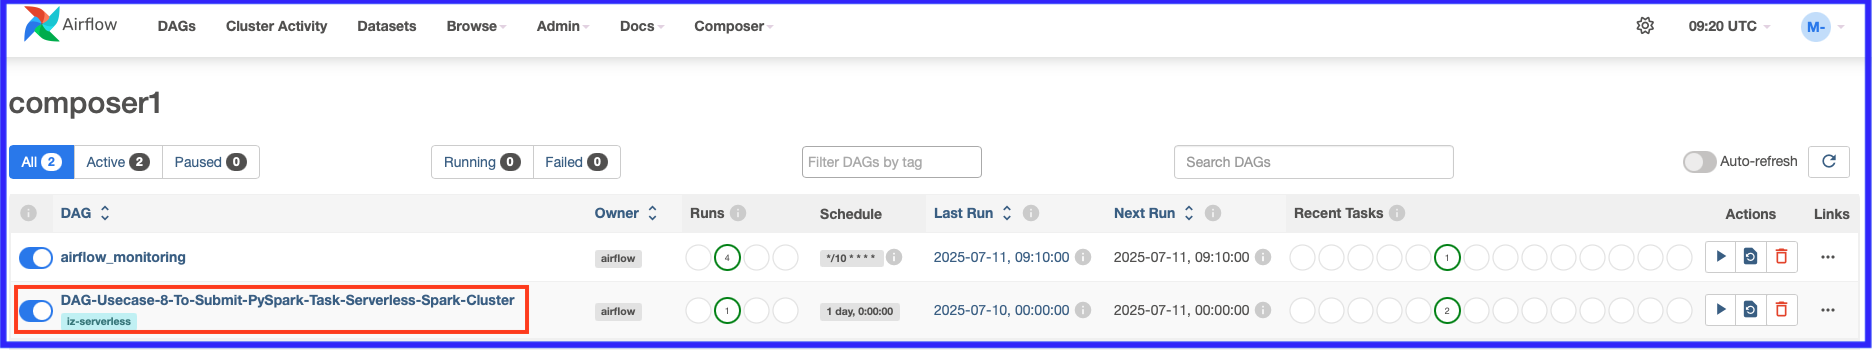 Airflow DAGs Cluster Activity Datasets Browse Admin Docs Composer 09:20 UTC M-
composer1
All 2 Active 2 Paused 0 Running 0 Failed 0 Filter DAGs by tag Search DAGs Auto-refresh
i DAG Owner Runs i Schedule Last Run i Next Run i Recent Tasks i Actions Links
airflow_monitoring airflow 4 */10 * * * * i 2025-07-11, 09:10:00 i 2025-07-11, 09:10:00 i 1 ...
DAG-Usecase-8-To-Submit-PySpark-Task-Serverless-Spark-Cluster airflow 1 1 day, 0:00:00 2025-07-10, 00:00:00 i 2025-07-11, 00:00:00 i 2 ...
iz-serverless